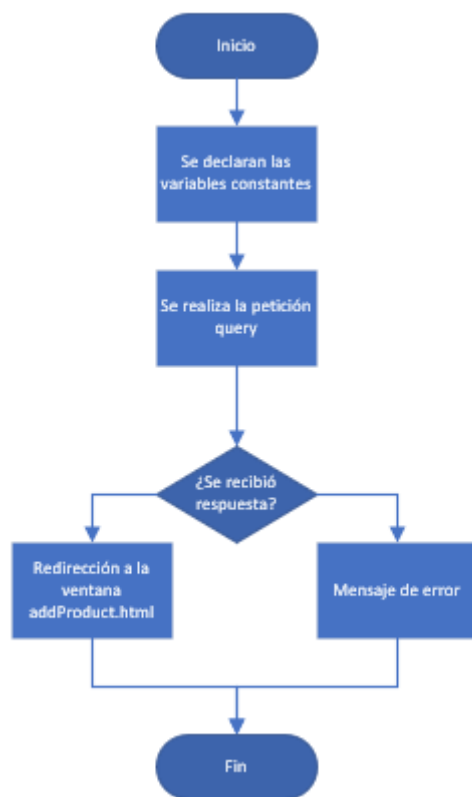 Inicio
Se declaran las
variables constantes
Se realiza la petición
query
¿Se recibió
respuesta?
Redirección a la
ventana
addProduct.html
Mensaje de error
Fin